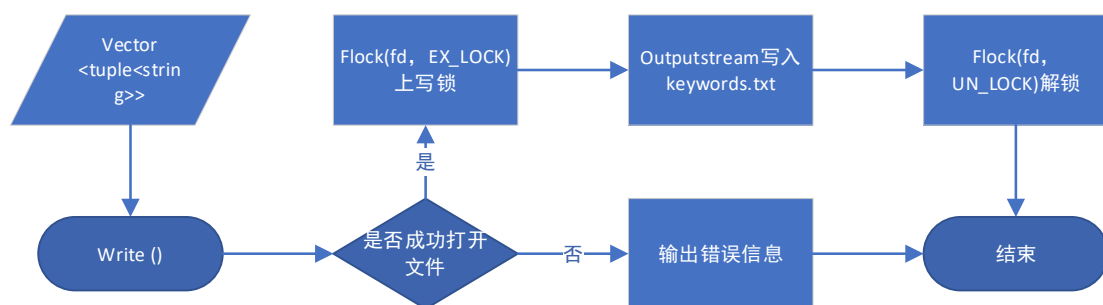 Vector
<tuple<strin
g>>
Flock(fd，EX_LOCK)
上写锁
Outputstream写入
keywords.txt
Flock(fd，
UN_LOCK)解锁
是
Write ()
是否成功打开
文件
否
输出错误信息
结束